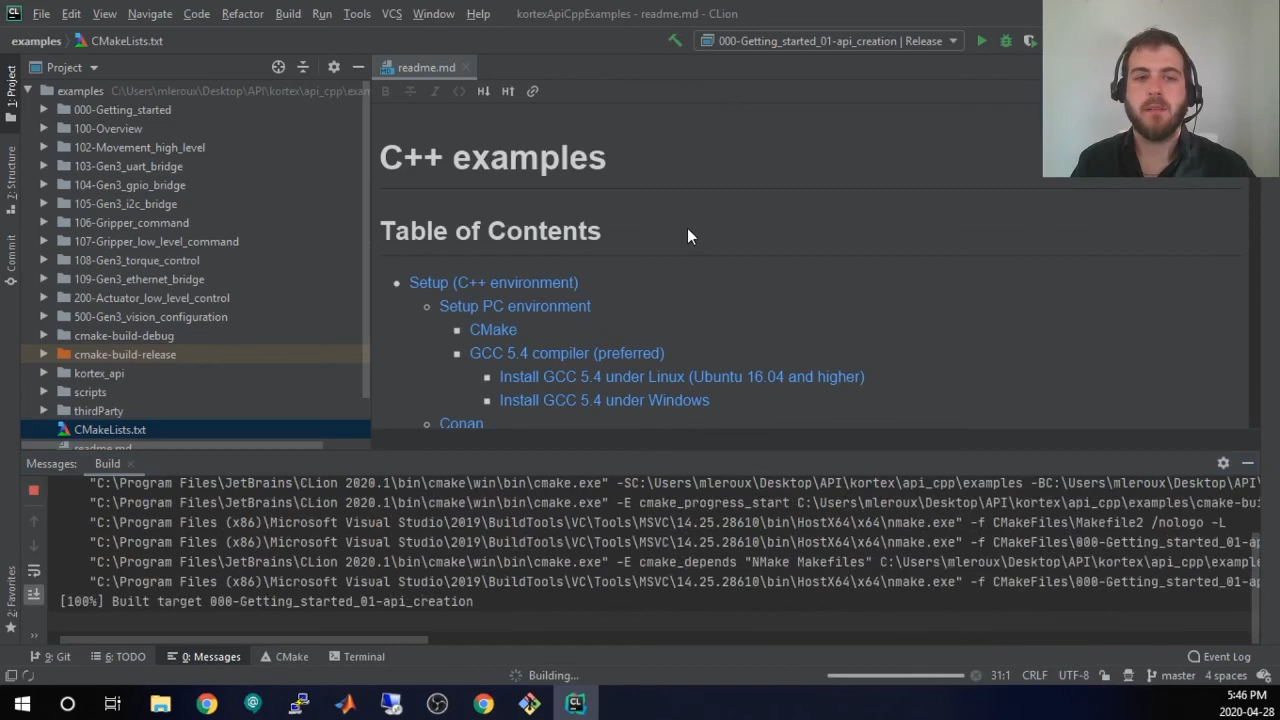 File Edit View Navigate Code Refactor Build Run Tools VCS Window Help kortexApiCppExamples - readme.md - CLion
examples CMakeLists.txt 000-Getting_started_01-api_creation | Release
1: Project
Z: Structure
Commit
2: Favorites
Project
readme.md
B I
examples C:\Users\mleroux\Desktop\API\kortex\api_cpp\exam
000-Getting_started
100-Overview
102-Movement_high_level
103-Gen3_uart_bridge
104-Gen3_gpio_bridge
105-Gen3_i2c_bridge
106-Gripper_command
107-Gripper_low_level_command
108-Gen3_torque_control
109-Gen3_ethernet_bridge
200-Actuator_low_level_control
500-Gen3_vision_configuration
cmake-build-debug
cmake-build-release
kortex_api
scripts
thirdParty
CMakeLists.txt
readme.md
C++ examples
Table of Contents
Setup (C++ environment)
Setup PC environment
CMake
GCC 5.4 compiler (preferred)
Install GCC 5.4 under Linux (Ubuntu 16.04 and higher)
Install GCC 5.4 under Windows
Conan
Messages: Build
"C:\Program Files\JetBrains\CLion 2020.1\bin\cmake\win\bin\cmake.exe" -SC:\Users\mleroux\Desktop\API\kortex\api_cpp\examples -BC:\Users\mleroux\Desktop\API\
"C:\Program Files\JetBrains\CLion 2020.1\bin\cmake\win\bin\cmake.exe" -E cmake_progress_start C:\Users\mleroux\Desktop\API\kortex\api_cpp\examples\cmake-bui
"C:\Program Files (x86)\Microsoft Visual Studio\2019\BuildTools\VC\Tools\MSVC\14.25.28610\bin\HostX64\x64\nmake.exe" -f CMakeFiles\Makefile2 /nologo -L
"C:\Program Files (x86)\Microsoft Visual Studio\2019\BuildTools\VC\Tools\MSVC\14.25.28610\bin\HostX64\x64\nmake.exe" -f CMakeFiles\000-Getting_started_01-ap
"C:\Program Files\JetBrains\CLion 2020.1\bin\cmake\win\bin\cmake.exe" -E cmake_depends "NMake Makefiles" C:\Users\mleroux\Desktop\API\kortex\api_cpp\example
"C:\Program Files (x86)\Microsoft Visual Studio\2019\BuildTools\VC\Tools\MSVC\14.25.28610\bin\HostX64\x64\nmake.exe" -f CMakeFiles\000-Getting_started_01-ap
[100%] Built target 000-Getting_started_01-api_creation
9: Git 6: TODO 0: Messages CMake Terminal Event Log
Building... 31:1 CRLF UTF-8 master 4 spaces
5:46 PM
2020-04-28